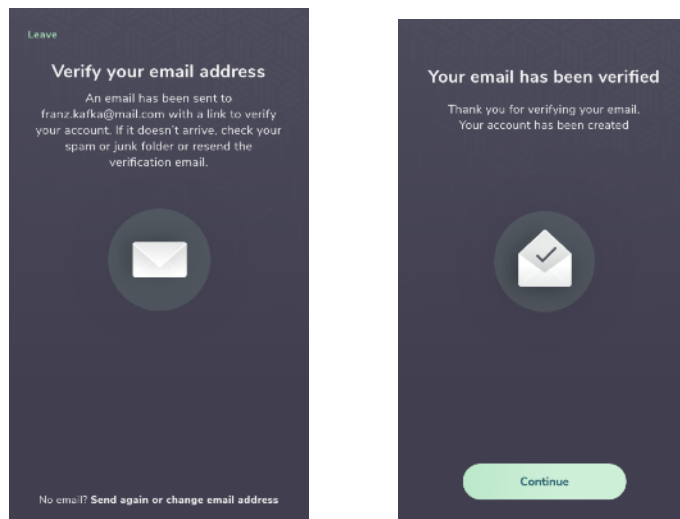 Leave
Verify your email address
An email has been sent to
franz.kafka@mail.com with a link to verify
your account. If it doesn't arrive, check your
spam or junk folder or resend the
verification email.
No email? Send again or change email address
Your email has been verified
Thank you for verifying your email.
Your account has been created
Continue